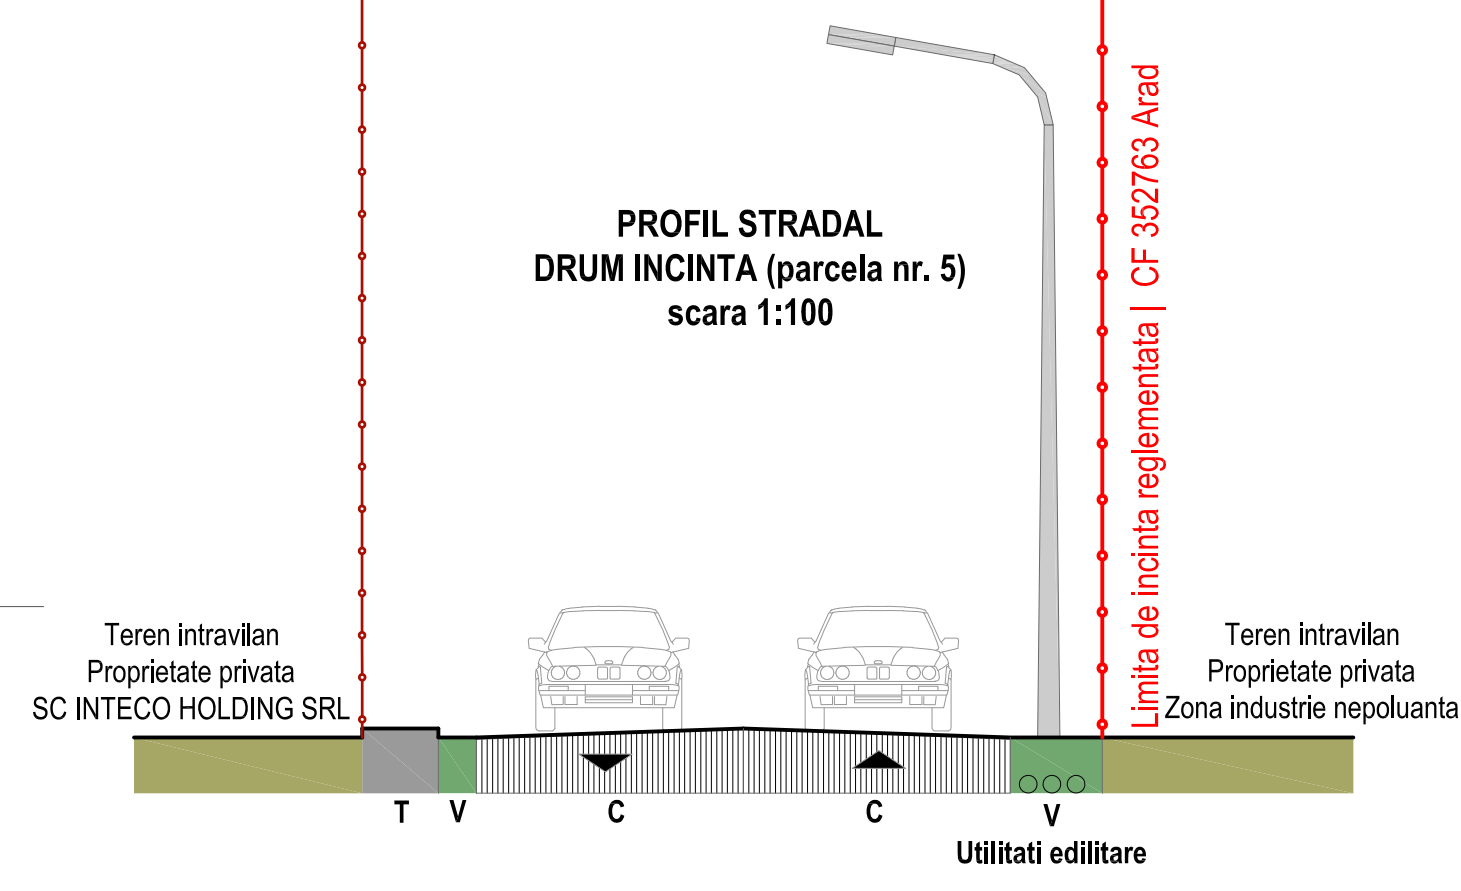 PROFIL STRADAL
DRUM INCINTA (parcela nr. 5)
scara 1:100
Limita de incinta reglementata | CF 352763 Arad
Teren intravilan
Proprietate privata
SC INTECO HOLDING SRL
Teren intravilan
Proprietate privata
Zona industrie nepoluanta
T V C C V
Utilitati edilitare